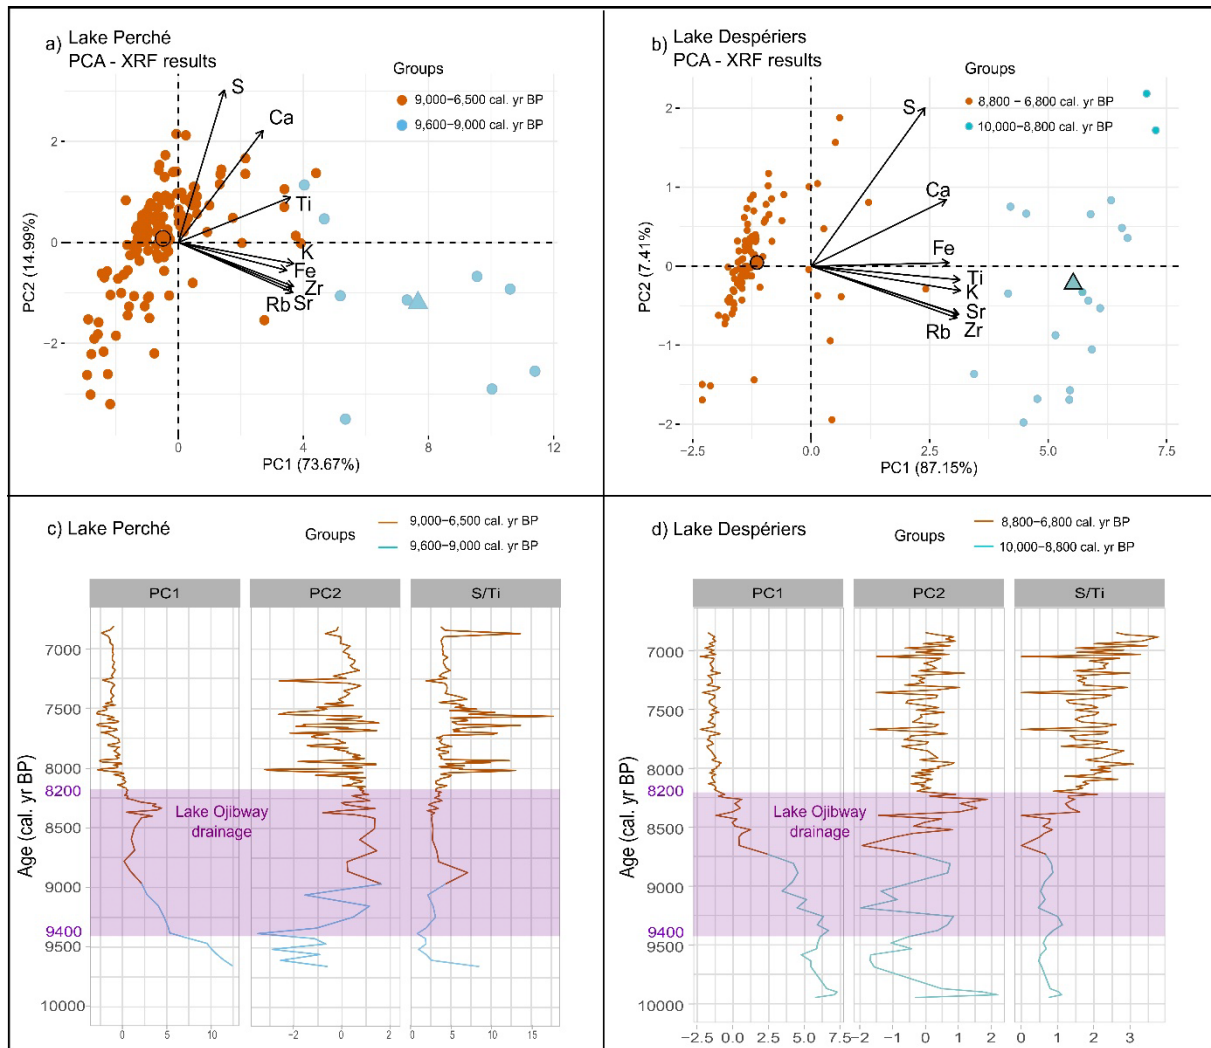 a) Lake Perché
PCA - XRF results
Groups
9,000−6,500 cal. yr BP
9,600−9,000 cal. yr BP
S
Ca
Ti
K
Fe
Zr
Rb Sr
2
0
−2
PC2 (14.99%)
0 4 8 12
PC1 (73.67%)
b) Lake Despériers
PCA - XRF results
Groups
8,800 − 6,800 cal. yr BP
10,000−8,800 cal. yr BP
S
Ca
Fe
Ti
K
Sr
Rb Zr
2
1
0
−1
−2
PC2 (7.41%)
−2.5 0.0 2.5 5.0 7.5
PC1 (87.15%)
c) Lake Perché
Groups
9,000−6,500 cal. yr BP
9,600−9,000 cal. yr BP
PC1 PC2 S/Ti
7000
7500
8000
8200
8500
9000
9400
9500
10000
Age (cal. yr BP)
Lake Ojibway
drainage
0 5 10 −2 0 2 0 5 10 15
d) Lake Despériers
Groups
8,800−6,800 cal. yr BP
10,000−8,800 cal. yr BP
PC1 PC2 S/Ti
7000
7500
8000
8200
8500
9000
9400
9500
10000
Age (cal. yr BP)
Lake Ojibway
drainage
−2.5 0.0 2.5 5.0 7.5 −2 −1 0 1 2 0 1 2 3